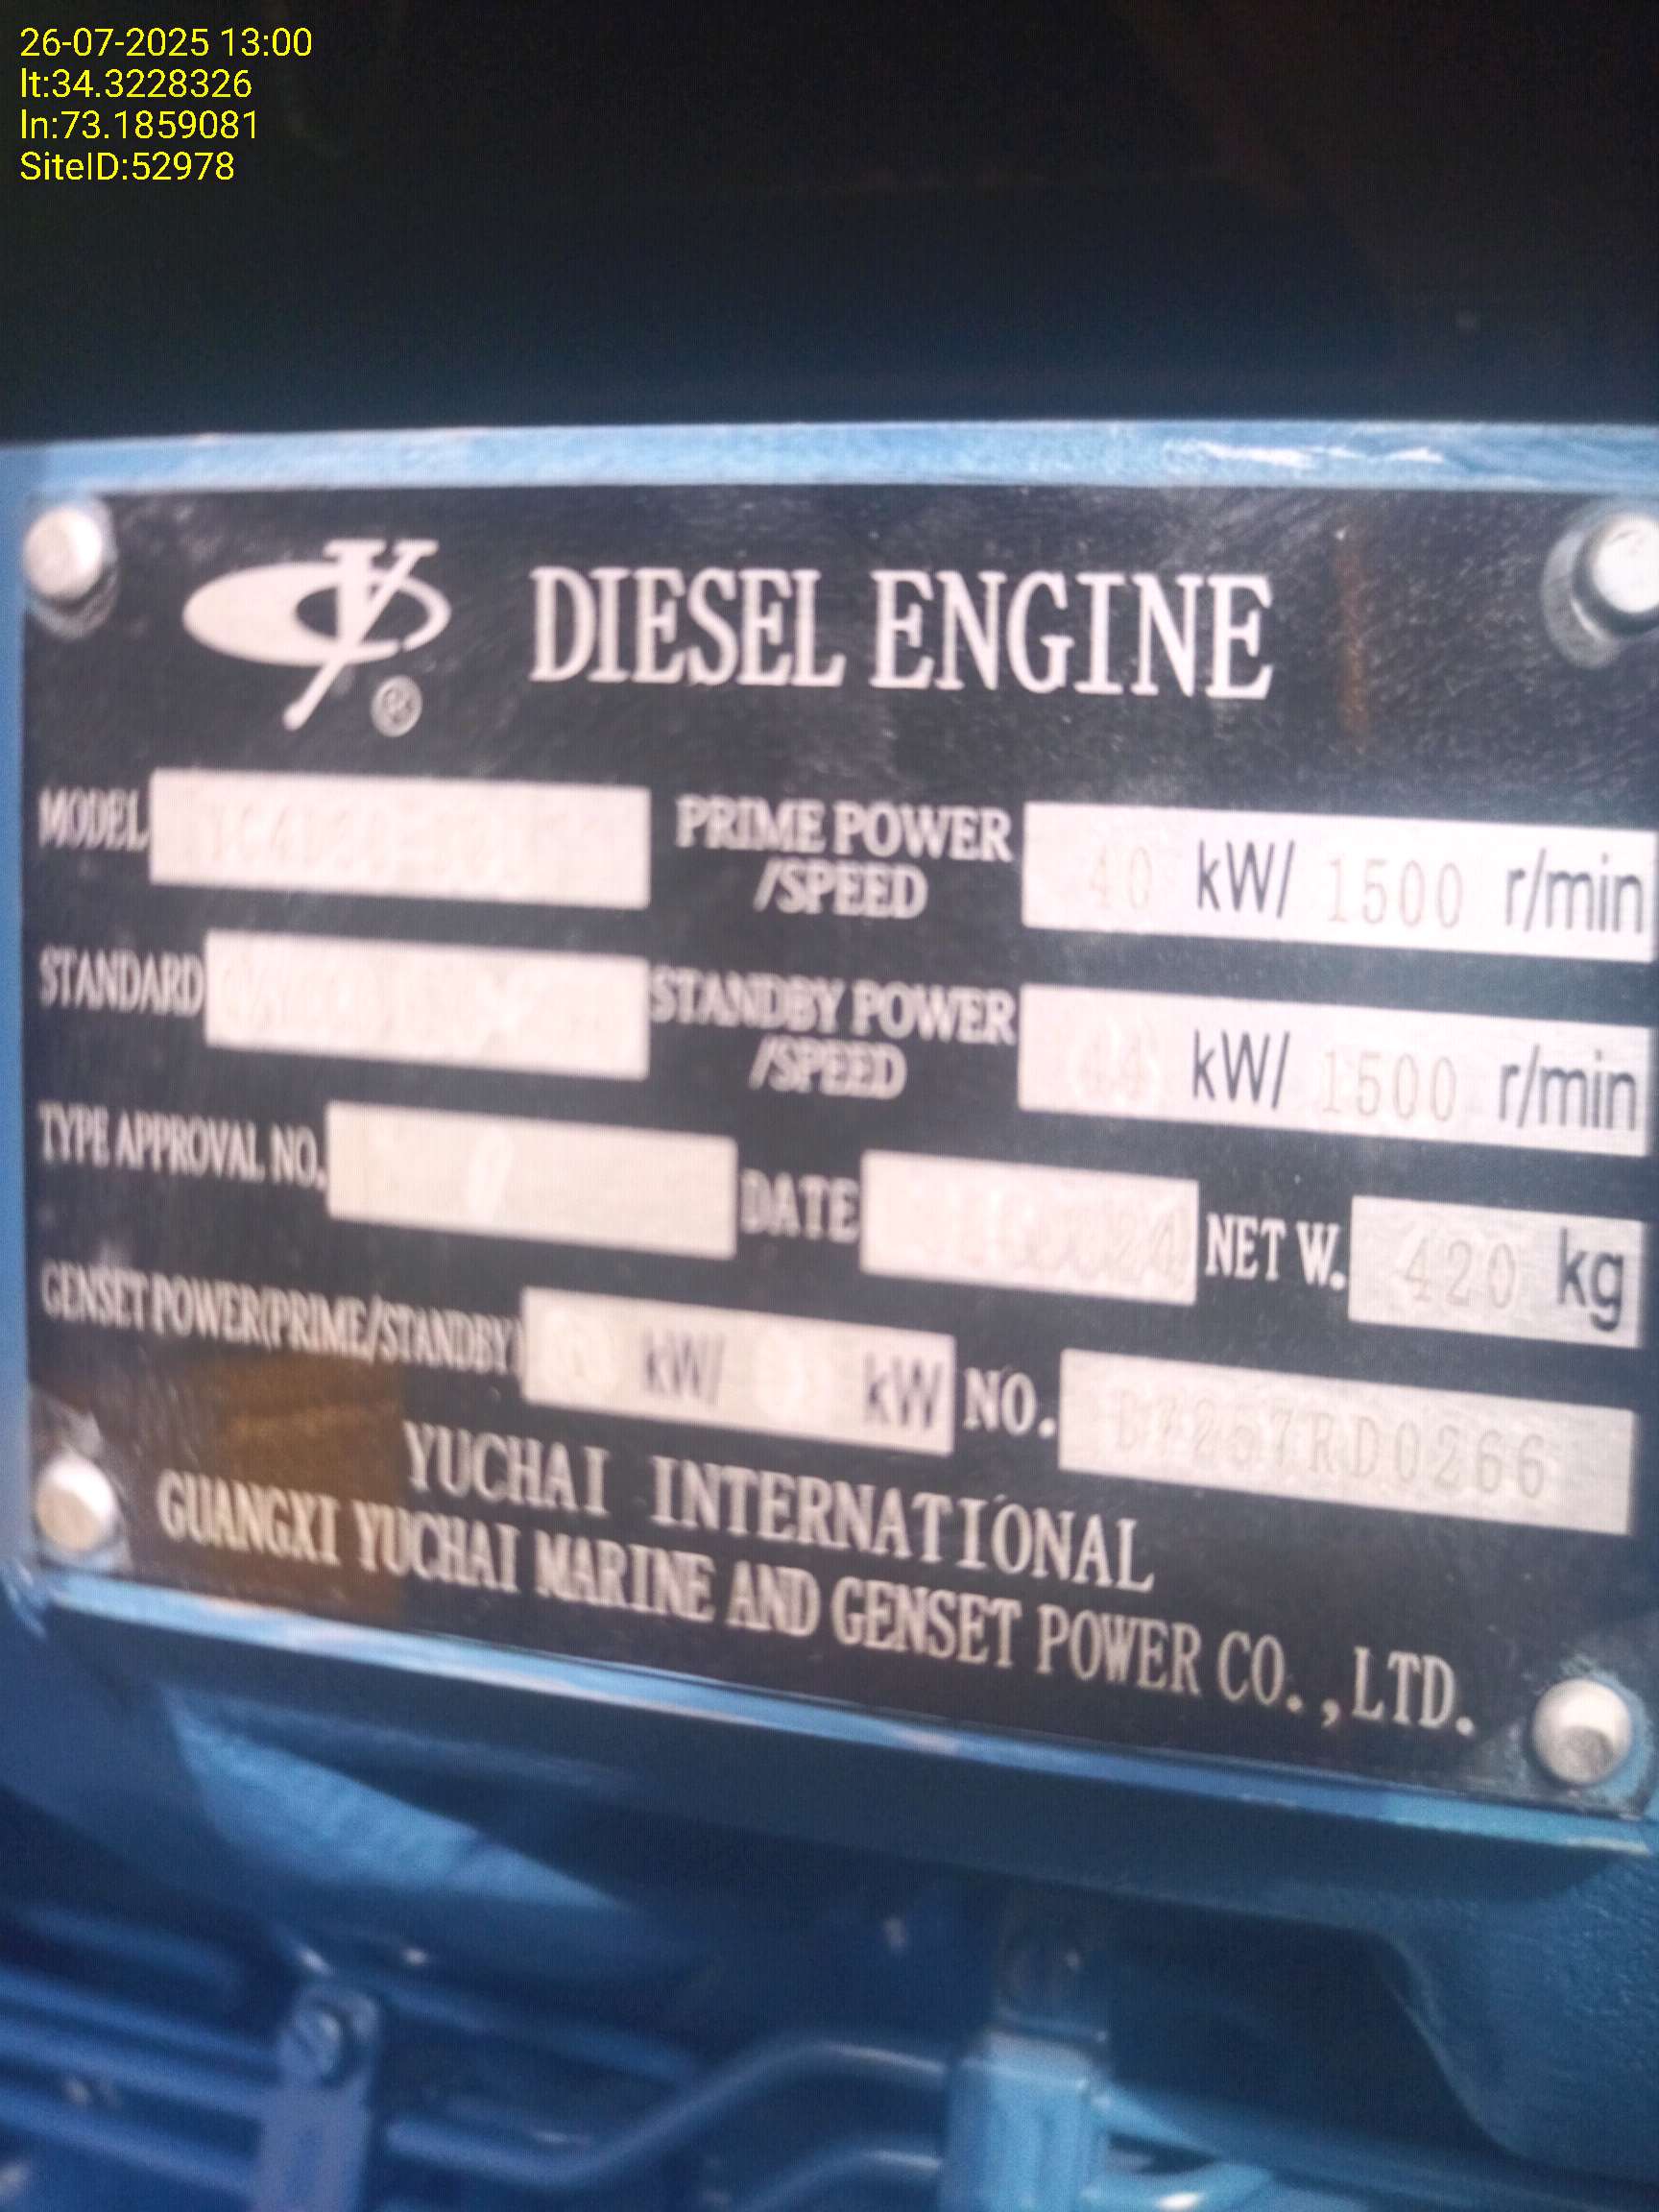 26-07-2025 13:00
lt:34.3228326
ln:73.1859081
SiteID:52978
DIESEL ENGINE
MODEL
PRIME POWER /SPEED 40 kW/ 1500 r/min
STANDARD
STANDBY POWER /SPEED 44 kW/ 1500 r/min
TYPE APPROVAL NO. /
DATE
NET W. 420 kg
GENSET POWER(PRIME/STANDBY) kW/ kW
NO.
YUCHAI INTERNATIONAL
GUANGXI YUCHAI MARINE AND GENSET POWER CO.,LTD.